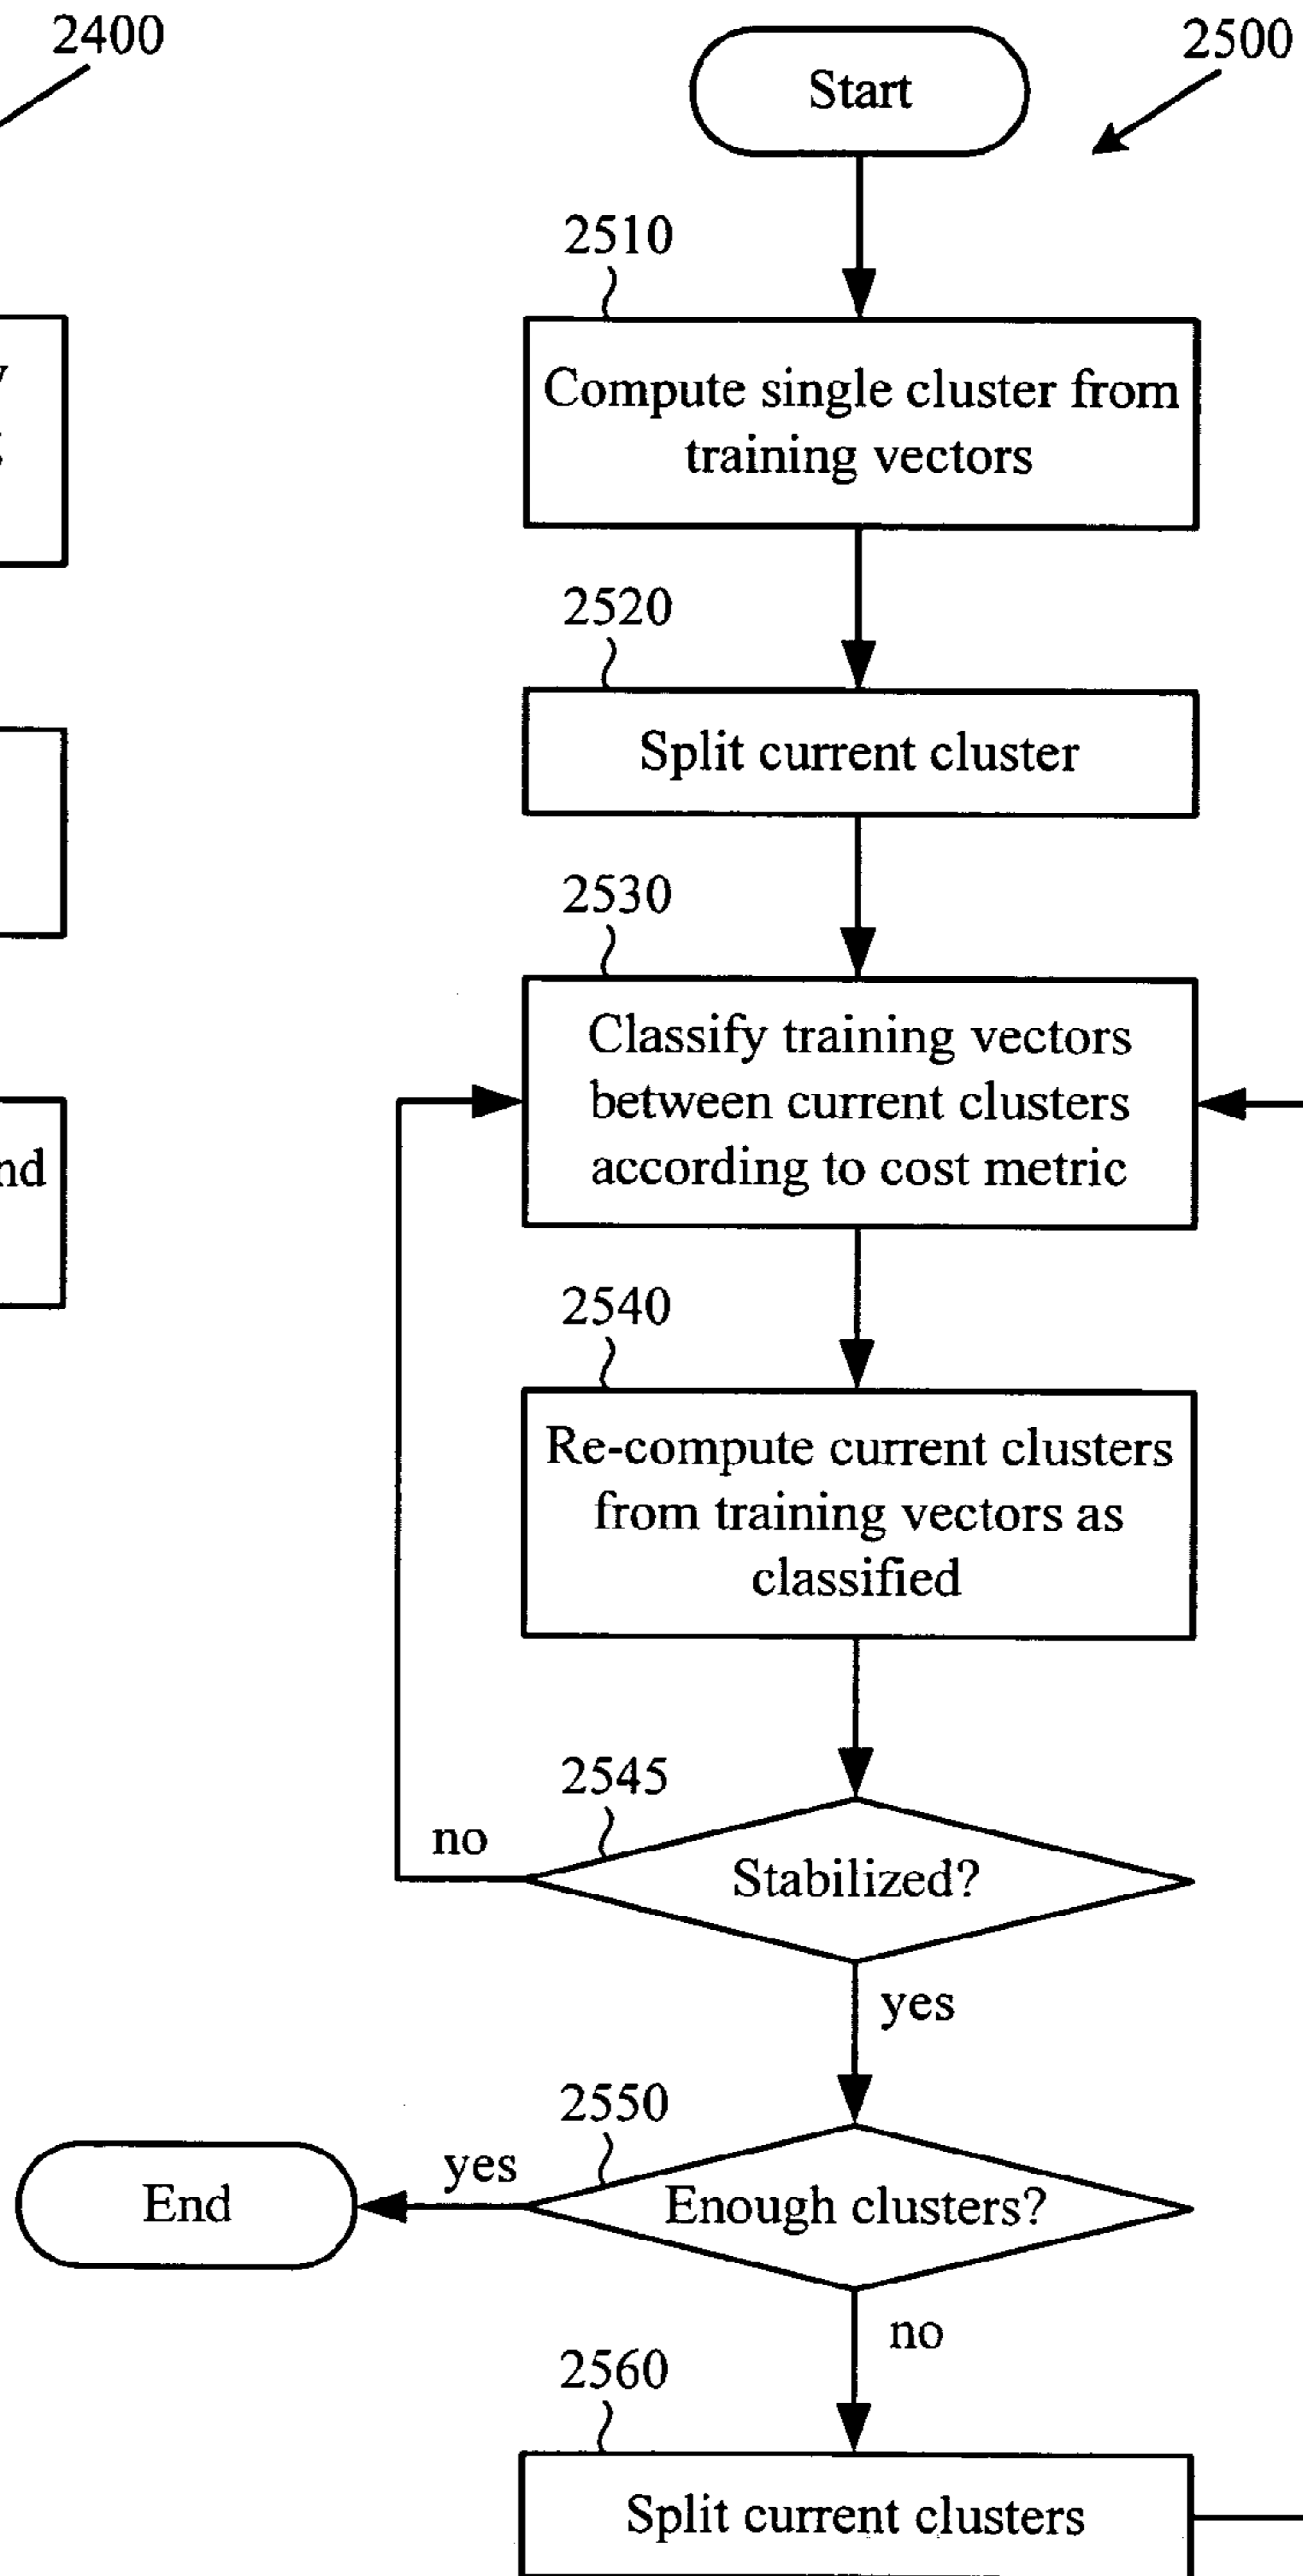 2400
2500
Start
2510
Compute single cluster from
training vectors
2520
Split current cluster
2530
Classify training vectors
between current clusters
according to cost metric
2540
Re-compute current clusters
from training vectors as
classified
2545
no
Stabilized?
yes
2550
yes
End
Enough clusters?
no
2560
Split current clusters